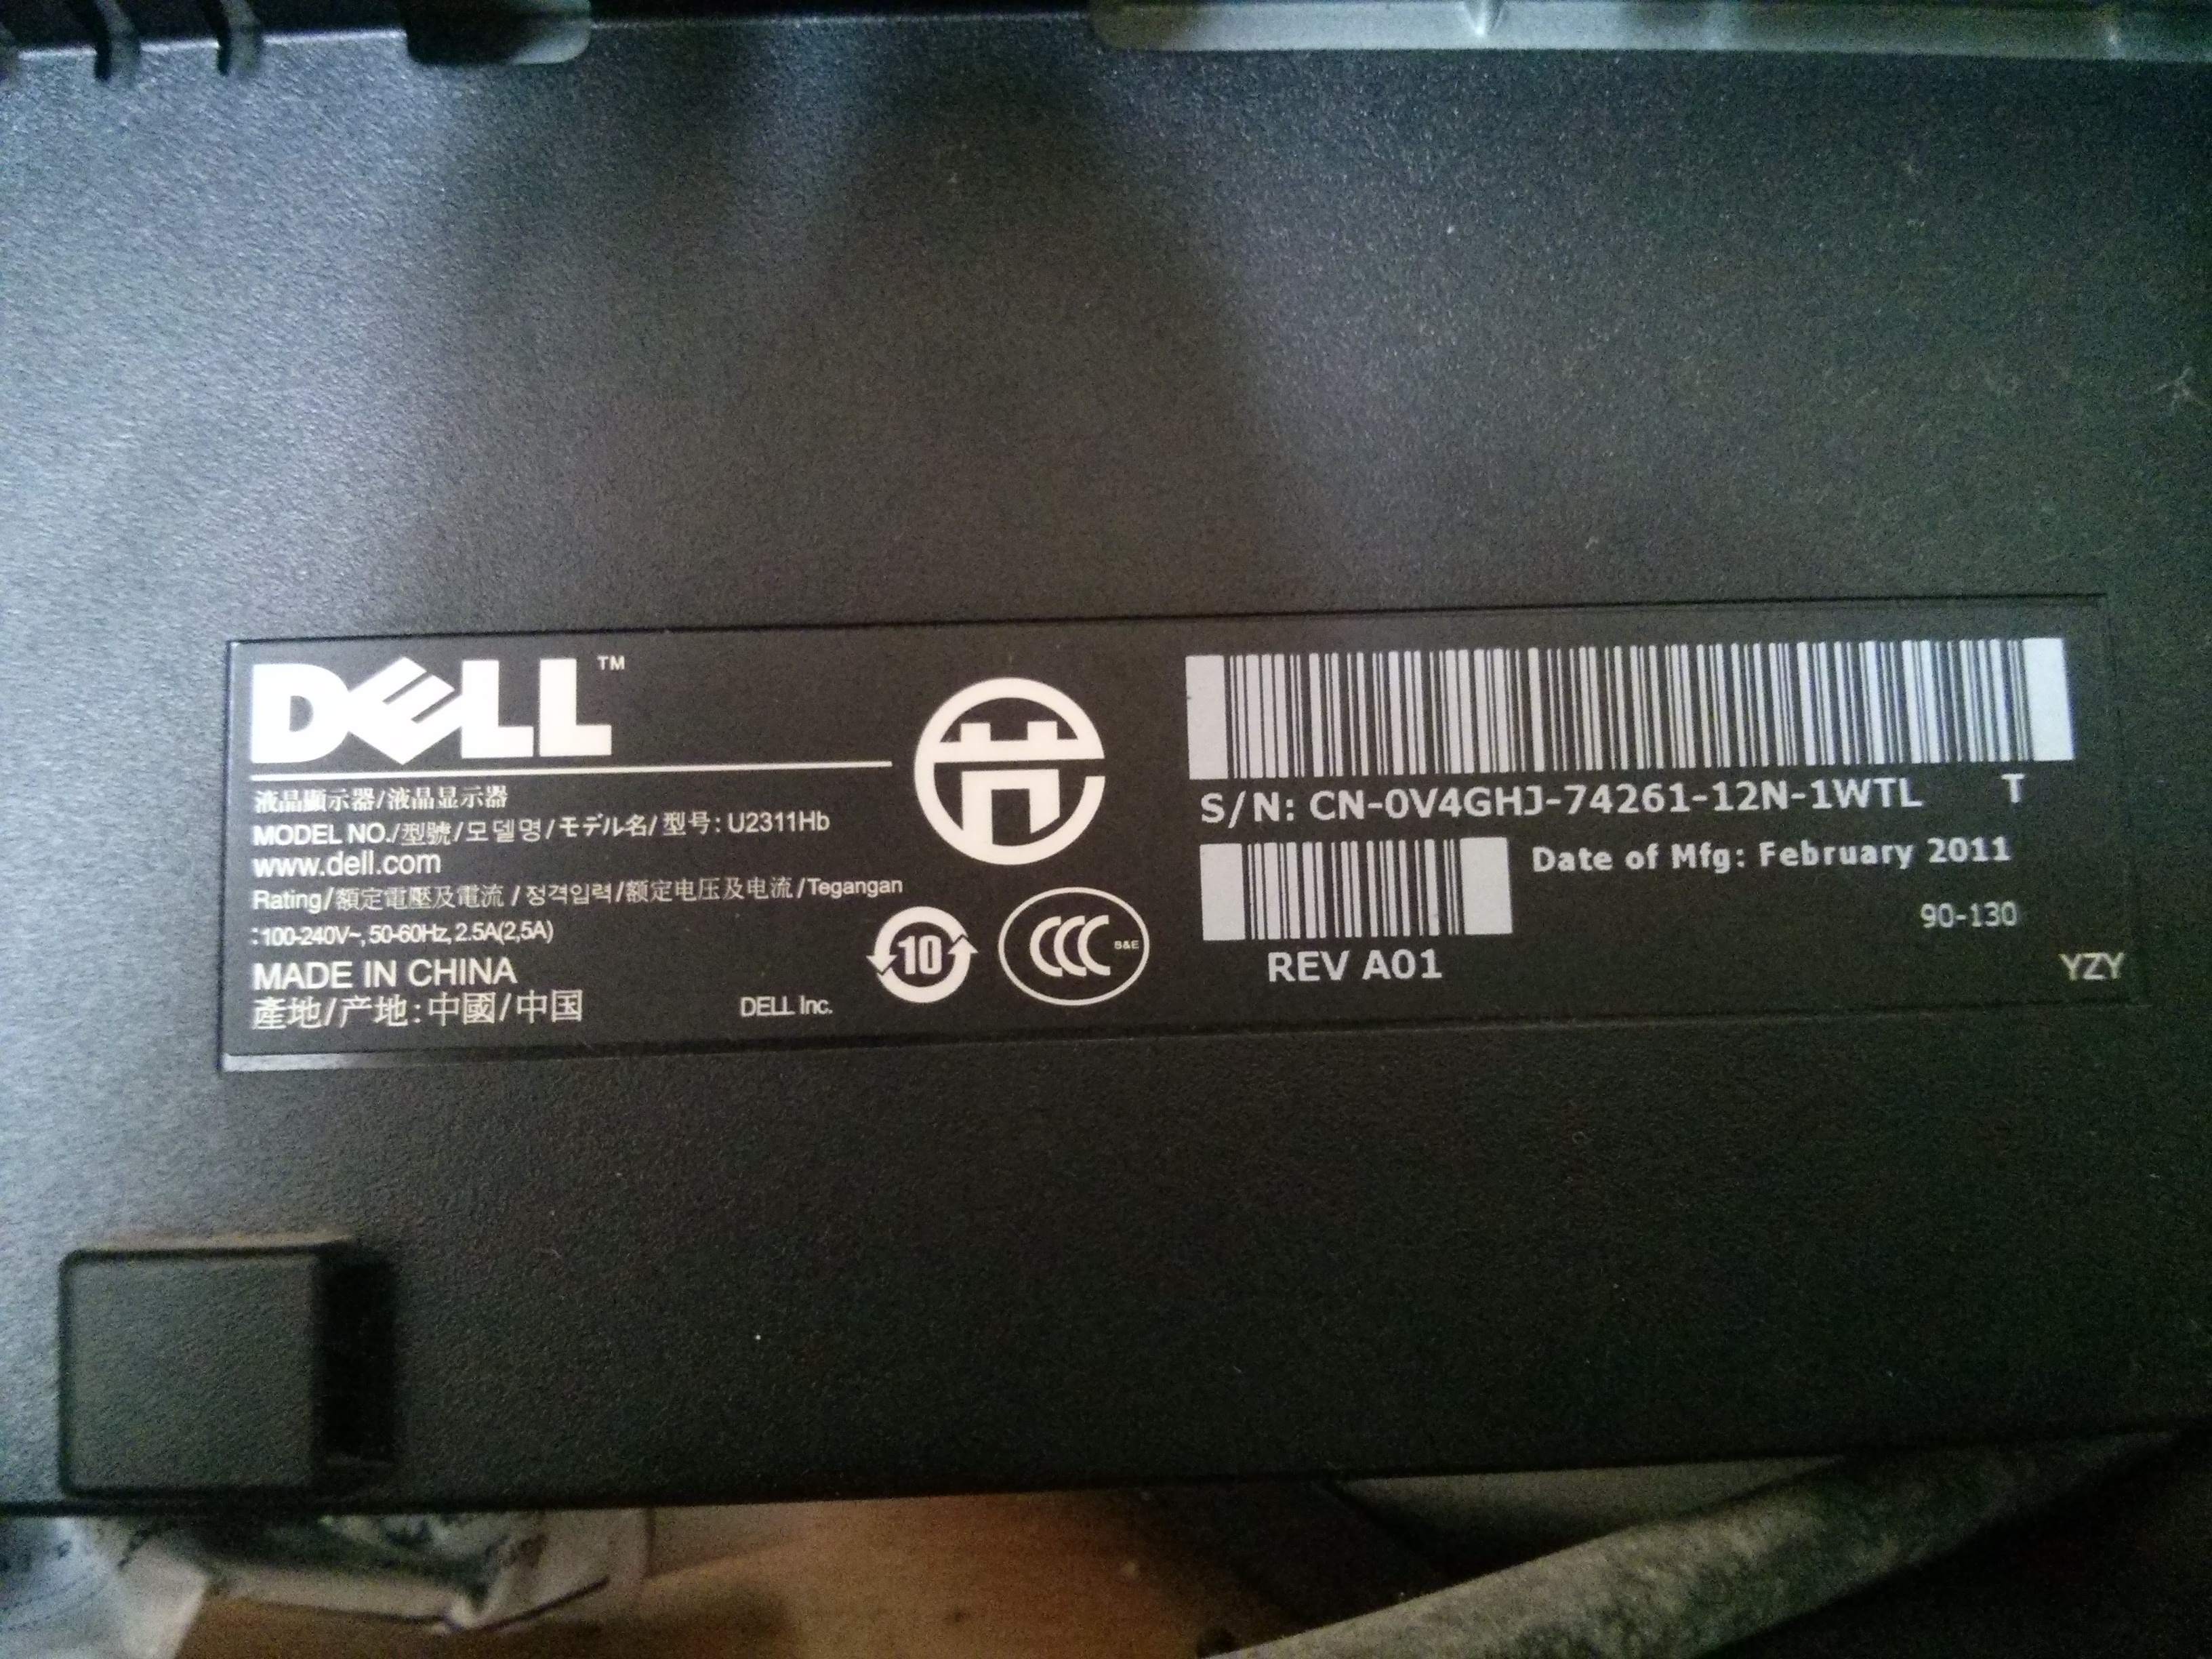 DELL™
液晶顯示器/液晶显示器
MODEL NO./型號/모델명/モデル名/型号: U2311Hb
www.dell.com
Rating/額定電壓及電流/정격입력/额定电压及电流/Tegangan
:100-240V~, 50-60Hz, 2.5A(2,5A)
MADE IN CHINA
產地/产地:中國/中国
DELL Inc.
10
CCC S&E
S/N: CN-0V4GHJ-74261-12N-1WTL T
Date of Mfg: February 2011
90-130
REV A01
YZY